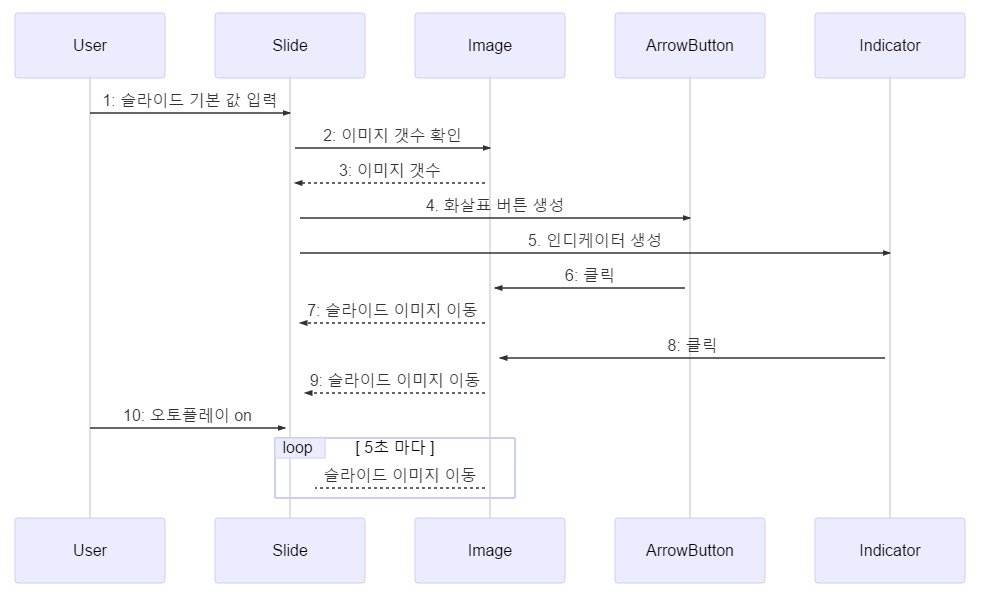 User
Slide
Image
ArrowButton
Indicator
1: 슬라이드 기본 값 입력
2: 이미지 갯수 확인
3: 이미지 갯수
4. 화살표 버튼 생성
5. 인디케이터 생성
6: 클릭
7: 슬라이드 이미지 이동
8: 클릭
9: 슬라이드 이미지 이동
10: 오토플레이 on
loop
[ 5초 마다 ]
슬라이드 이미지 이동
User
Slide
Image
ArrowButton
Indicator